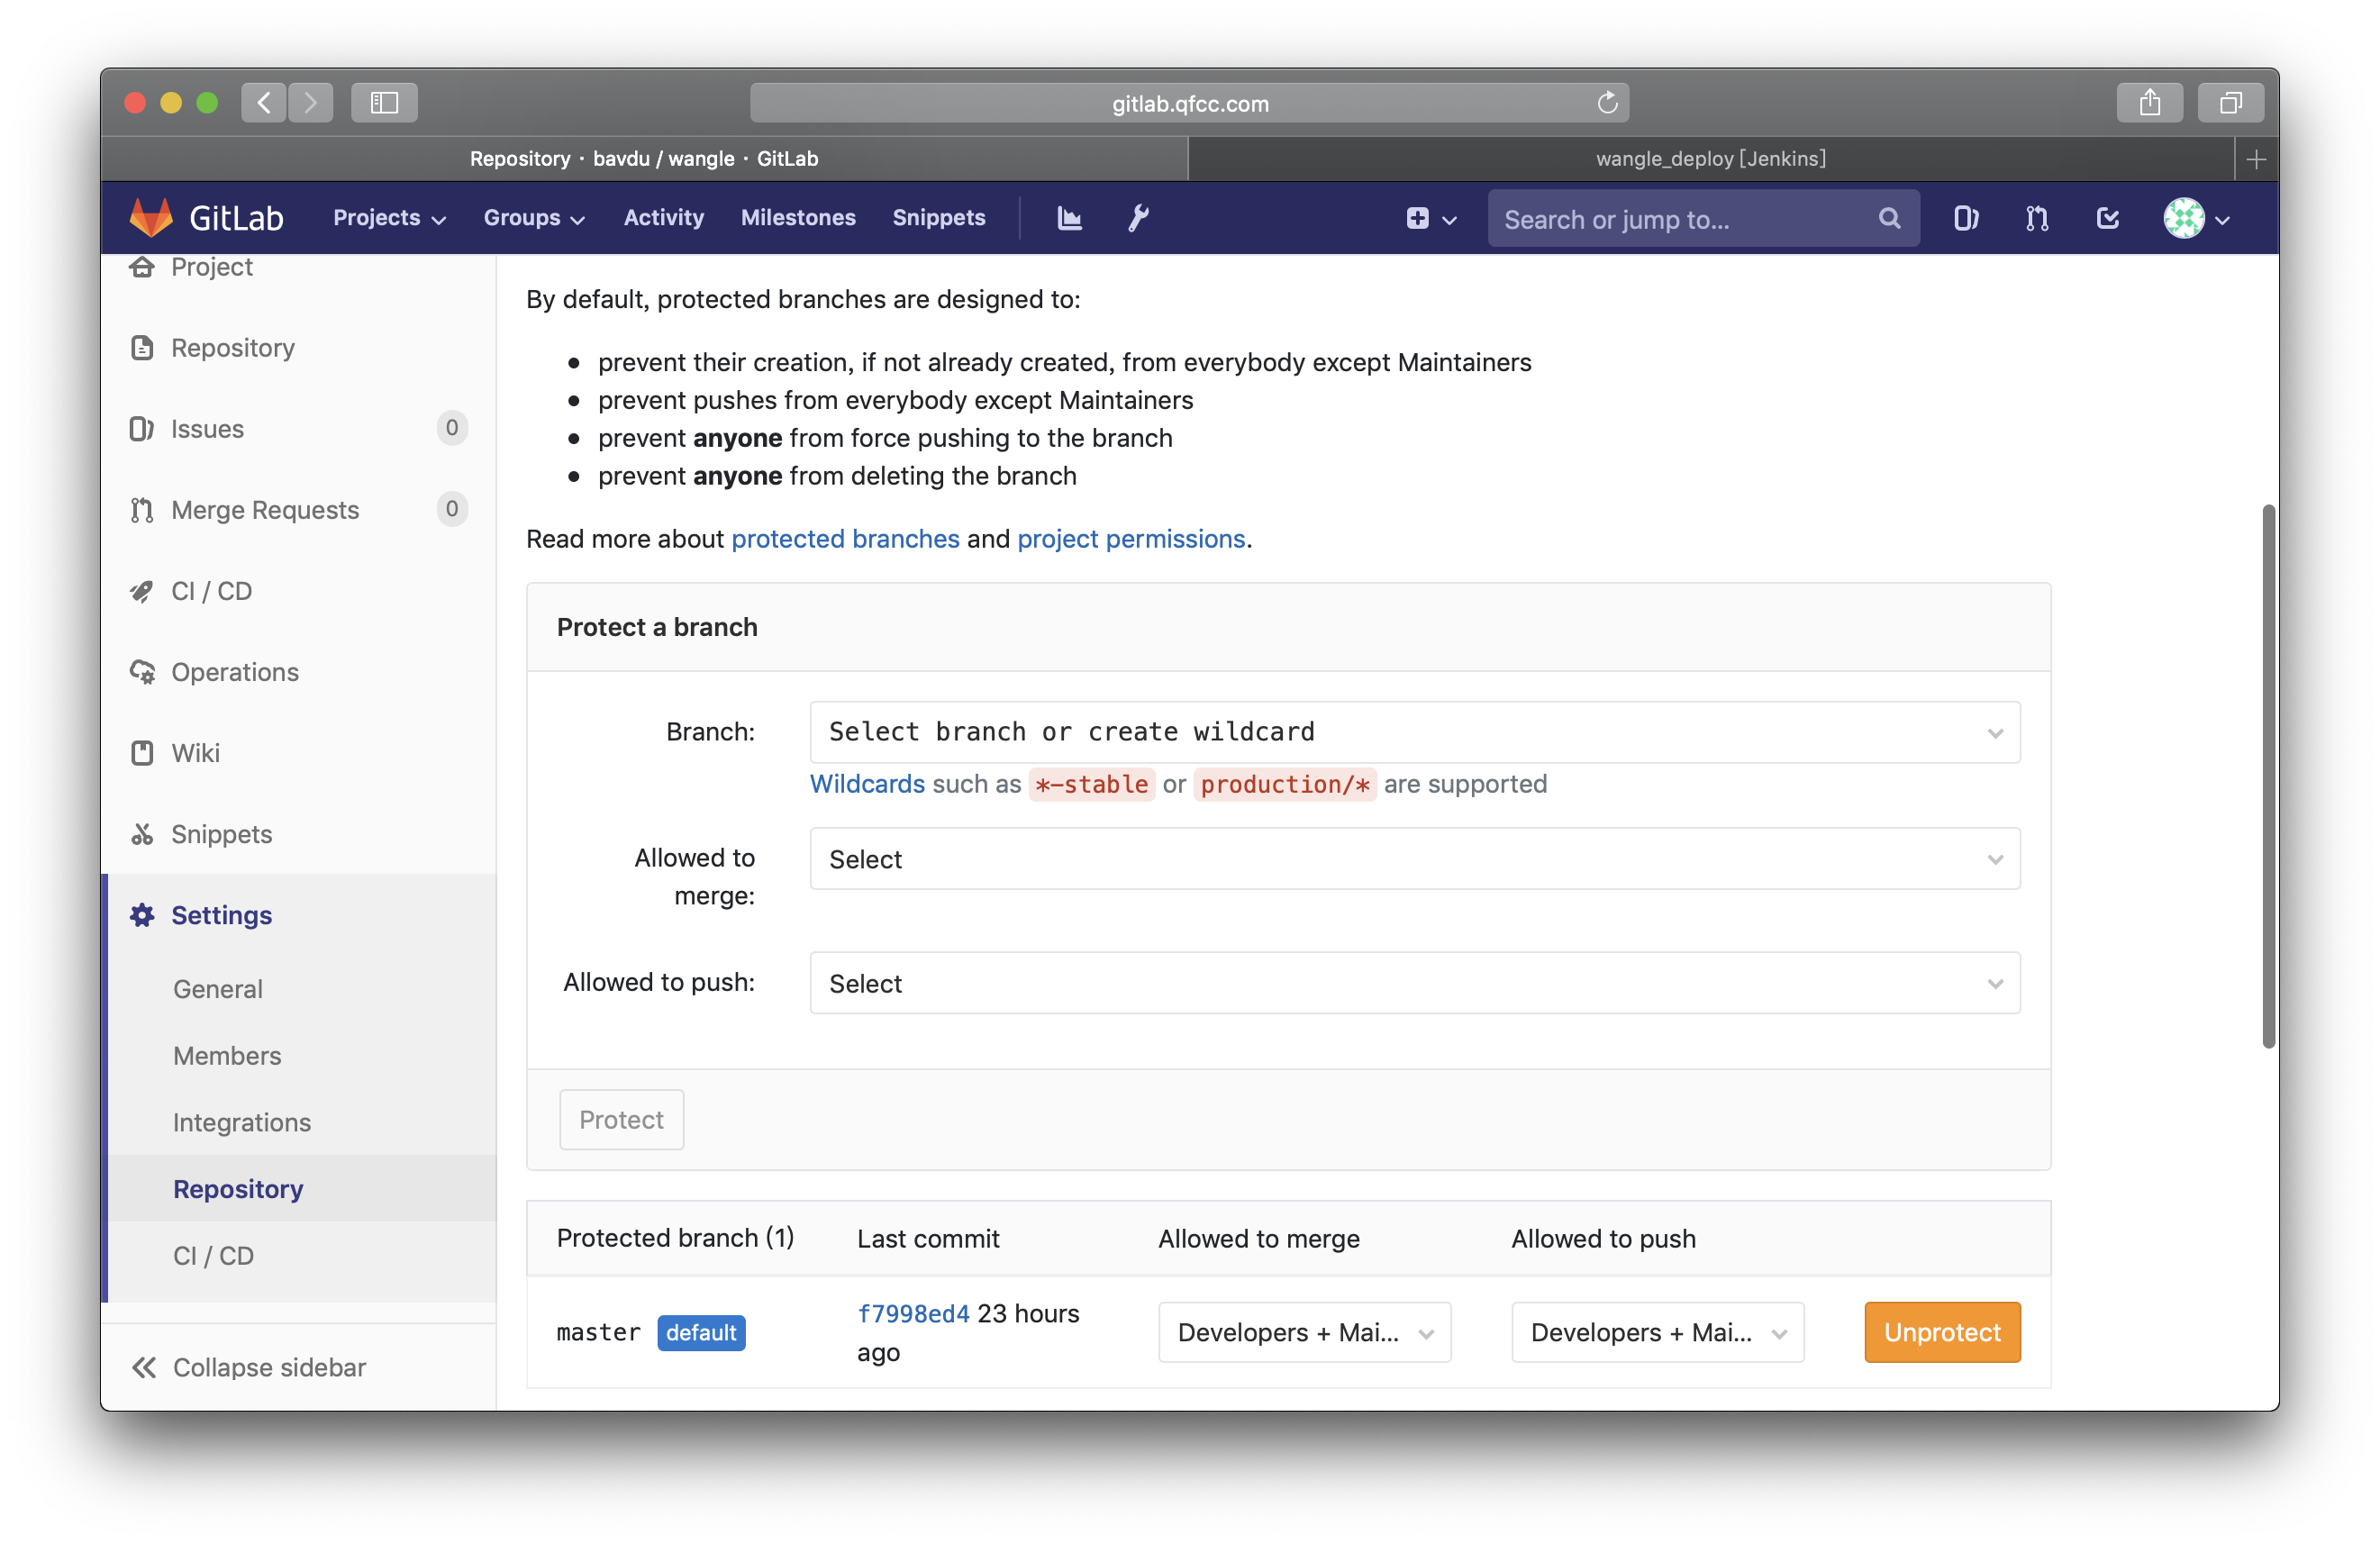 gitlab.qfcc.com
Repository · bavdu / wangle · GitLab
wangle_deploy [Jenkins]
GitLab
Projects
Groups
Activity
Milestones
Snippets
Search or jump to...
Project
Repository
Issues 0
Merge Requests 0
CI / CD
Operations
Wiki
Snippets
Settings
General
Members
Integrations
Repository
CI / CD
Collapse sidebar
By default, protected branches are designed to:
• prevent their creation, if not already created, from everybody except Maintainers
• prevent pushes from everybody except Maintainers
• prevent anyone from force pushing to the branch
• prevent anyone from deleting the branch
Read more about protected branches and project permissions.
Protect a branch
Branch:
Select branch or create wildcard
Wildcards such as *-stable or production/* are supported
Allowed to
merge:
Select
Allowed to push:
Select
Protect
Protected branch (1)
Last commit
Allowed to merge
Allowed to push
master default
f7998ed4 23 hours
ago
Developers + Mai...
Developers + Mai...
Unprotect